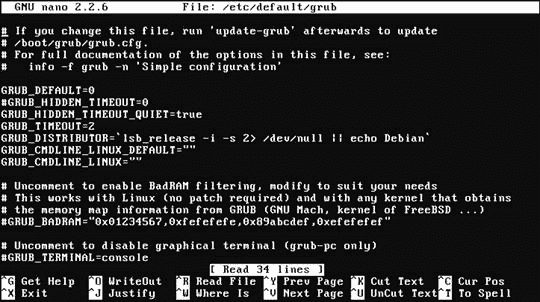 GNU nano 2.2.6 File: /etc/default/grub
# If you change this file, run 'update-grub' afterwards to update
# /boot/grub/grub.cfg.
# For full documentation of the options in this file, see:
#   info -f grub -n 'Simple configuration'
GRUB_DEFAULT=0
#GRUB_HIDDEN_TIMEOUT=0
GRUB_HIDDEN_TIMEOUT_QUIET=true
GRUB_TIMEOUT=2
GRUB_DISTRIBUTOR=`lsb_release -i -s 2> /dev/null || echo Debian`
GRUB_CMDLINE_LINUX_DEFAULT=""
GRUB_CMDLINE_LINUX=""
# Uncomment to enable BadRAM filtering, modify to suit your needs
# This works with Linux (no patch required) and with any kernel that obtains
# the memory map information from GRUB (GNU Mach, kernel of FreeBSD ...)
#GRUB_BADRAM="0x01234567,0xfefefefe,0x89abcdef,0xefefefef"
# Uncomment to disable graphical terminal (grub-pc only)
#GRUB_TERMINAL=console
[ Read 34 lines ]
^G Get Help ^O WriteOut ^R Read File ^Y Prev Page ^K Cut Text ^C Cur Pos
^X Exit ^J Justify ^W Where Is ^V Next Page ^U UnCut Text ^T To Spell